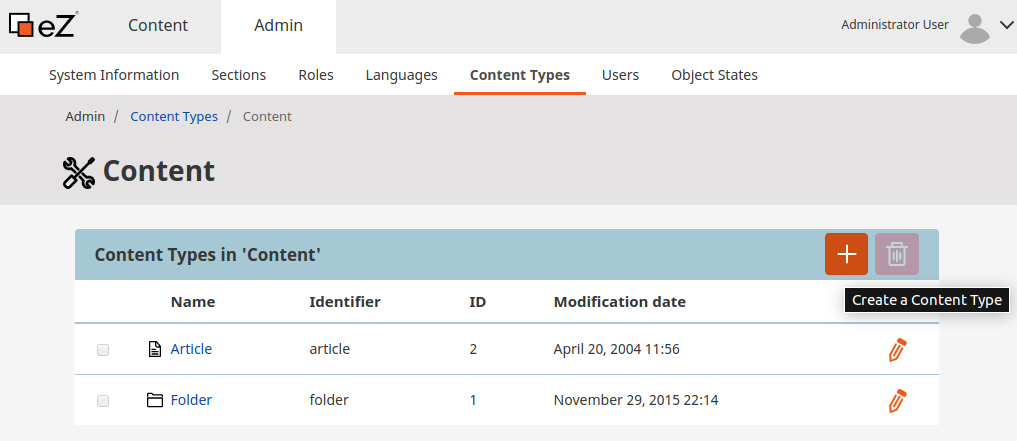 eZ Content Admin Administrator User
System Information Sections Roles Languages Content Types Users Object States
Admin / Content Types / Content
Content
Content Types in 'Content'
Create a Content Type
Name Identifier ID Modification date
Article article 2 April 20, 2004 11:56
Folder folder 1 November 29, 2015 22:14